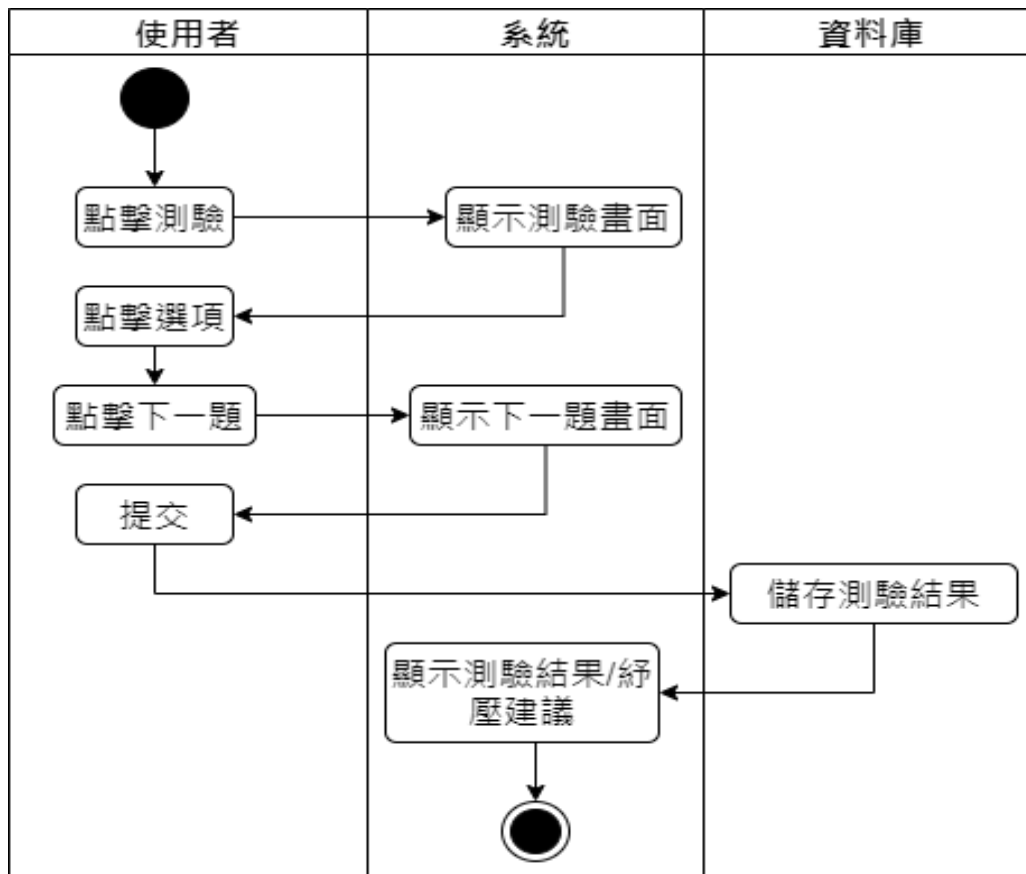 使用者
系統
資料庫
點擊測驗
顯示測驗畫面
點擊選項
點擊下一題
顯示下一題畫面
提交
儲存測驗結果
顯示測驗結果/紓
壓建議